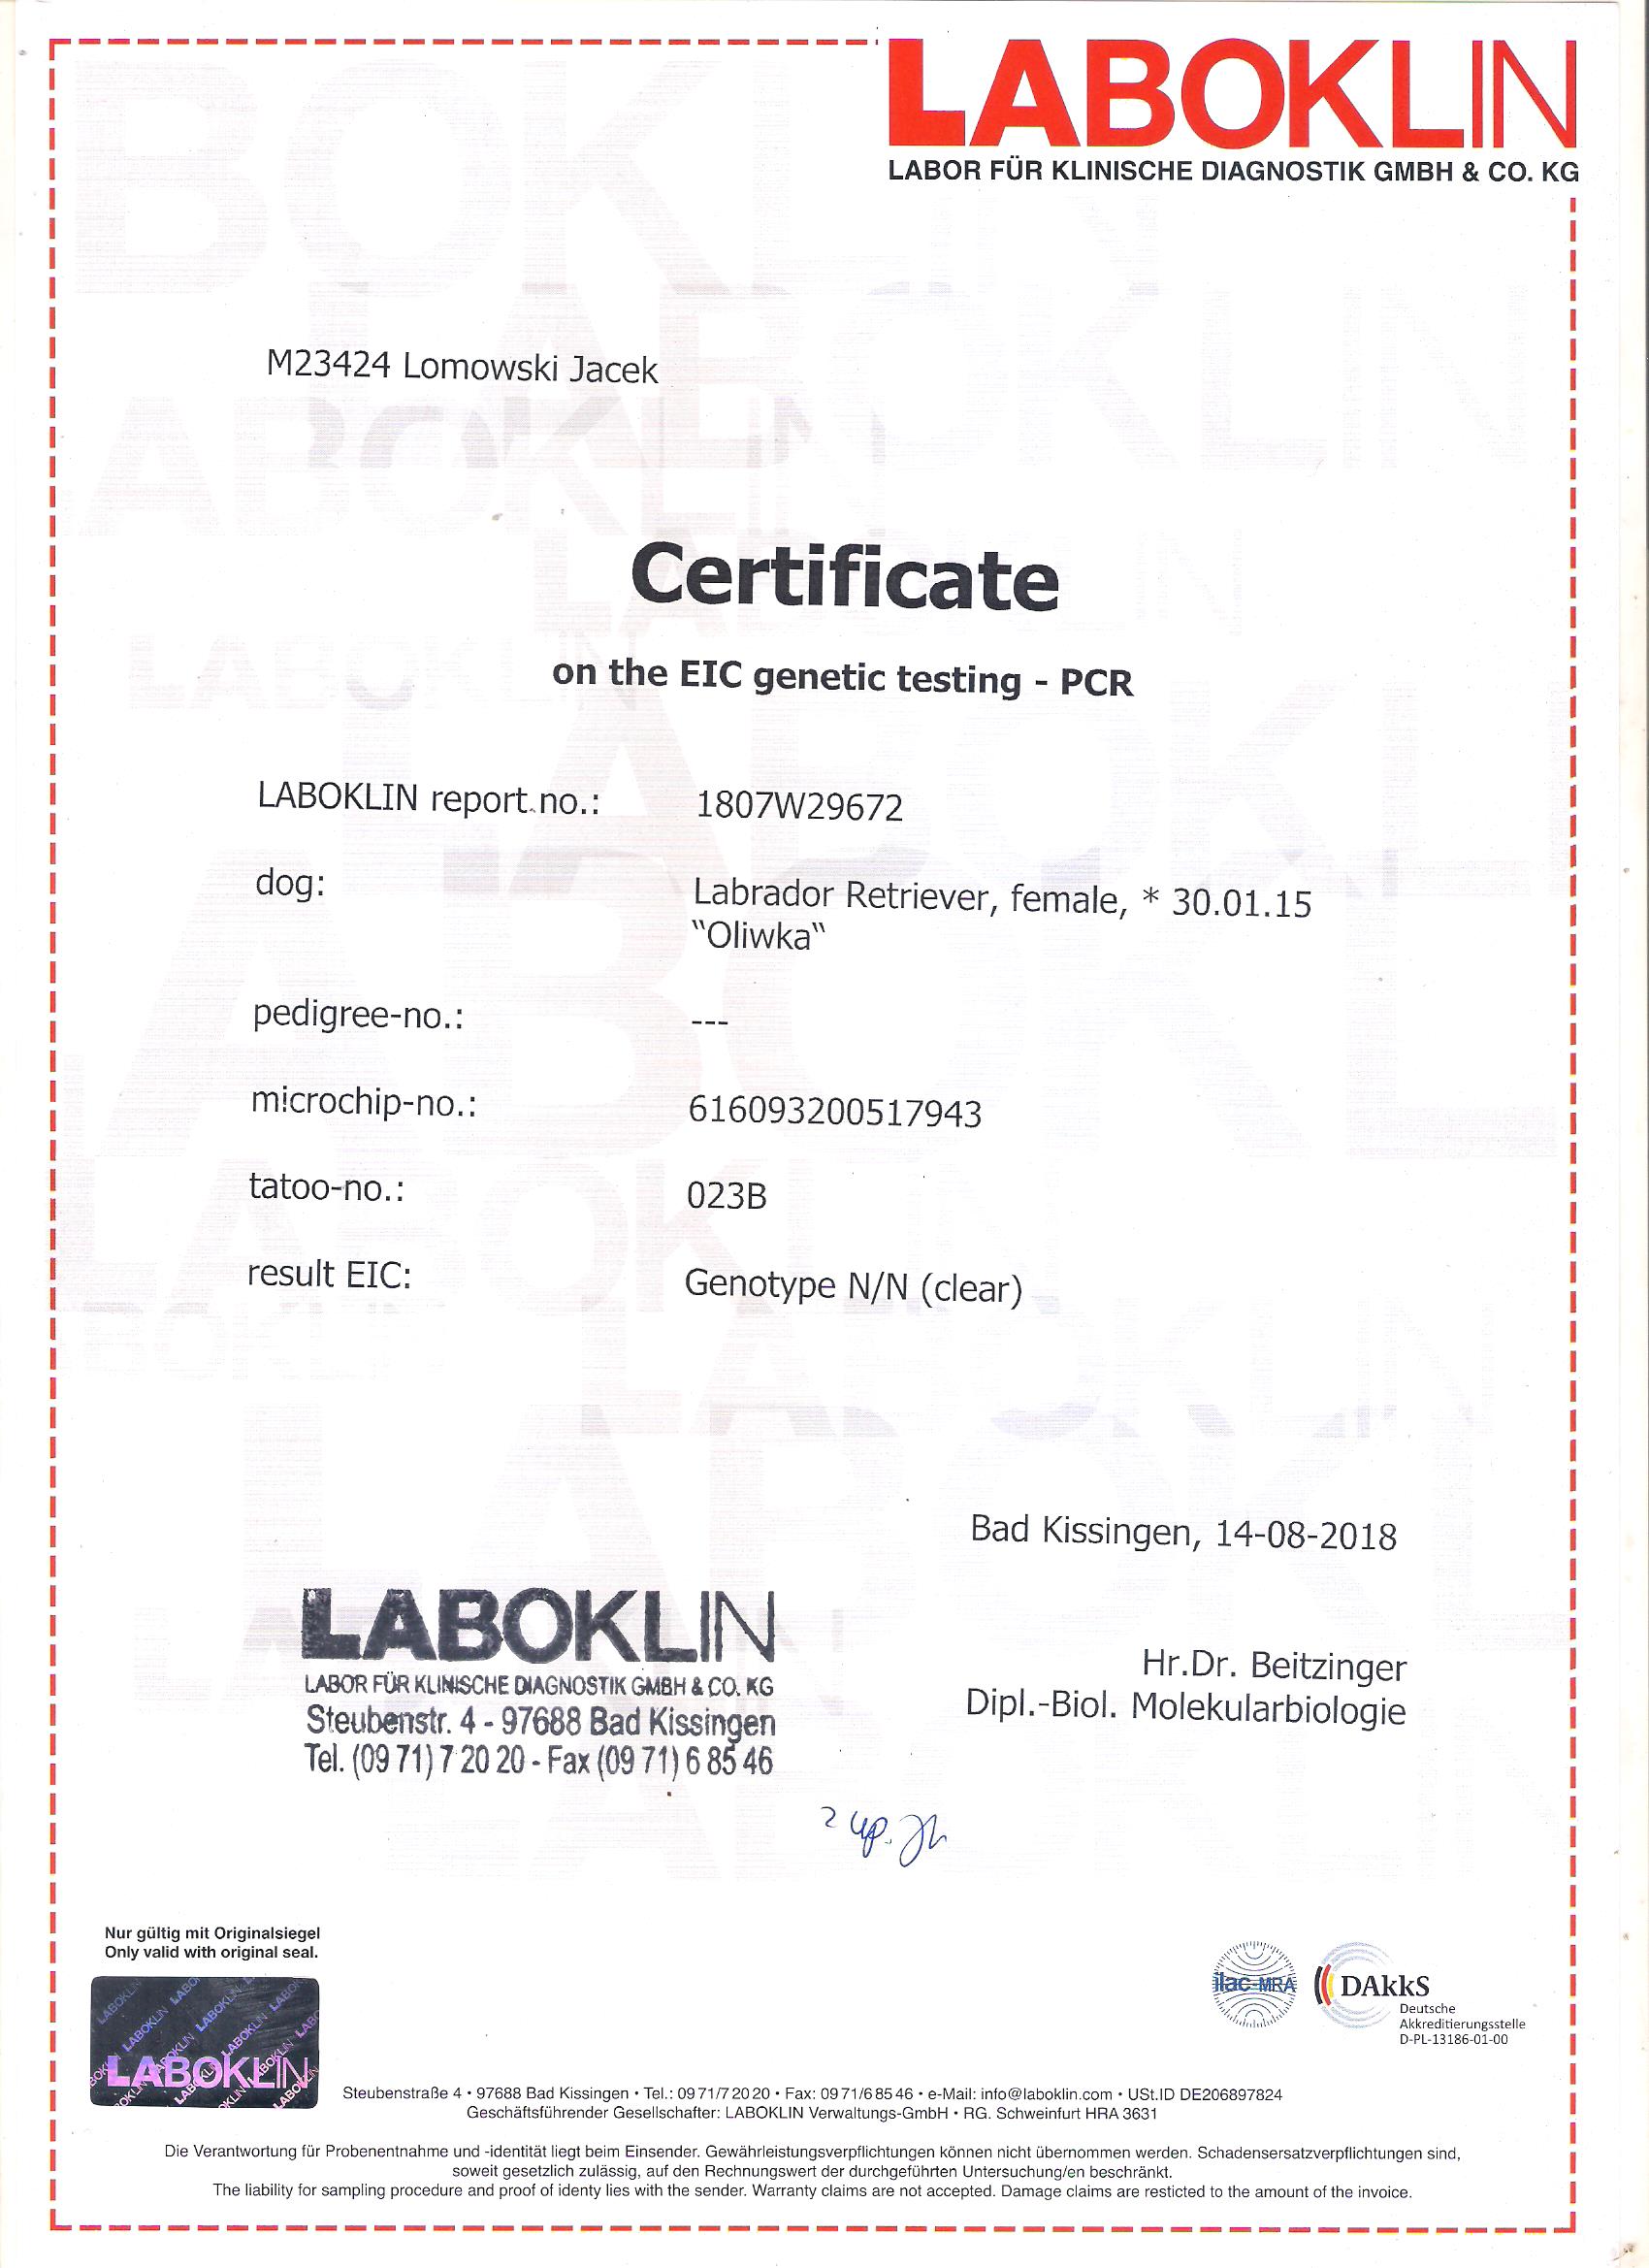 LABOKLIN
LABOR FÜR KLINISCHE DIAGNOSTIK GMBH & CO. KG
M23424 Lomowski Jacek
Certificate
on the EIC genetic testing - PCR
LABOKLIN report.no.: 1807W29672
dog: Labrador Retriever, female, * 30.01.15
"Oliwka"
pedigree-no.: ---
microchip-no.: 616093200517943
tatoo-no.: 023B
result EIC: Genotype N/N (clear)
Bad Kissingen, 14-08-2018
LABOKLIN
LABOR FÜR KLINISCHE DIAGNOSTIK GMBH & CO. KG
Steubenstr. 4 - 97688 Bad Kissingen
Tel. (09 71) 7 20 20 - Fax (09 71) 6 85 46
Hr.Dr. Beitzinger
Dipl.-Biol. Molekularbiologie
Nur gültig mit Originalsiegel
Only valid with original seal.
LABOKLIN
ilac-MRA
DAkkS
Deutsche
Akkreditierungsstelle
D-PL-13186-01-00
Steubenstraße 4 • 97688 Bad Kissingen • Tel.: 09 71/7 20 20 • Fax: 09 71/6 85 46 • e-Mail: info@laboklin.com • USt.ID DE206897824
Geschäftsführender Gesellschafter: LABOKLIN Verwaltungs-GmbH • RG. Schweinfurt HRA 3631
Die Verantwortung für Probenentnahme und -identität liegt beim Einsender. Gewährleistungsverpflichtungen können nicht übernommen werden. Schadensersatzverpflichtungen sind,
soweit gesetzlich zulässig, auf den Rechnungswert der durchgeführten Untersuchung/en beschränkt.
The liability for sampling procedure and proof of identy lies with the sender. Warranty claims are not accepted. Damage claims are resticted to the amount of the invoice.